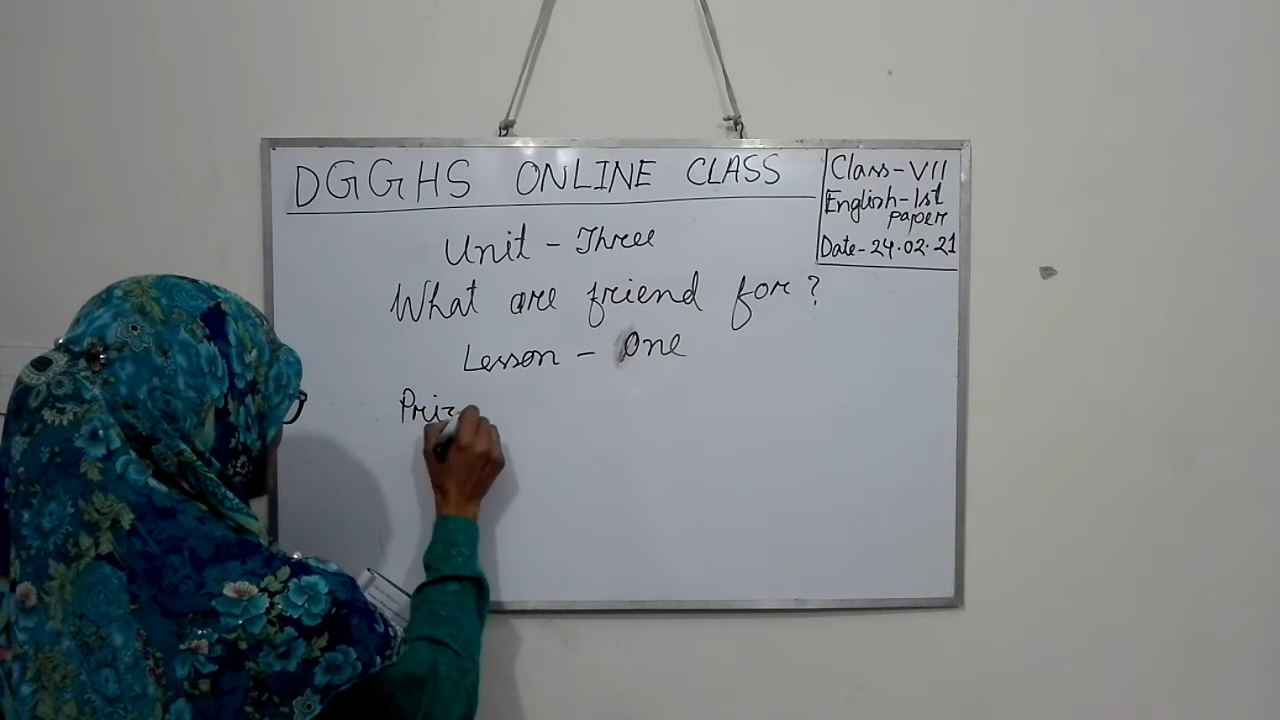 DGGHS ONLINE CLASS
Class-VII
English-1st
paper
Date-24.02.21
Unit - Three
What are friend for?
Lesson - One
Priz